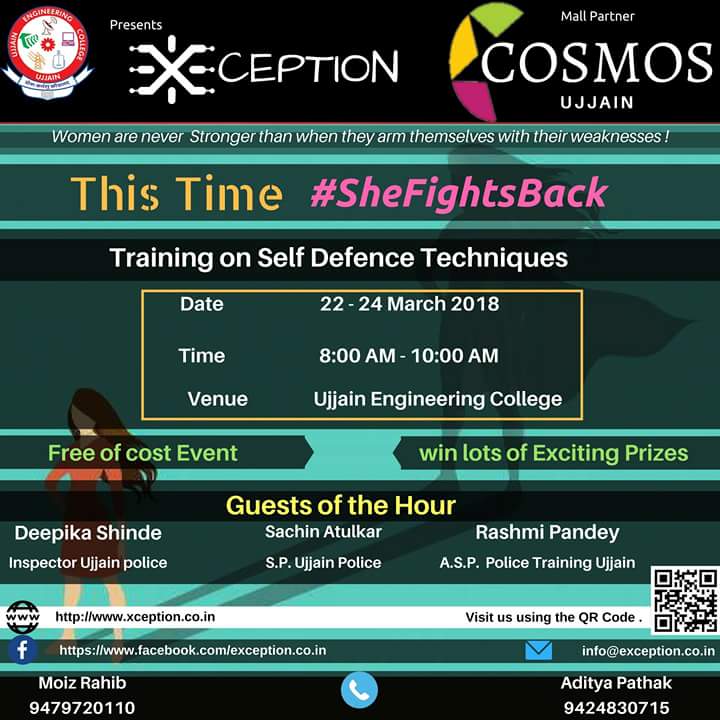 Presents
UJJAIN ENGINEERING COLLEGE
UJJAIN
XCEPTION
Mall Partner
COSMOS
UJJAIN
Women are never Stronger than when they arm themselves with their weaknesses !
This Time #SheFightsBack
Training on Self Defence Techniques
Date 22 - 24 March 2018
Time 8:00 AM - 10:00 AM
Venue Ujjain Engineering College
Free of cost Event win lots of Exciting Prizes
Guests of the Hour
Deepika Shinde Sachin Atulkar Rashmi Pandey
Inspector Ujjain police S.P. Ujjain Police A.S.P. Police Training Ujjain
www http://www.xception.co.in Visit us using the QR Code .
f https://www.facebook.com/exception.co.in info@exception.co.in
Moiz Rahib Aditya Pathak
9479720110 9424830715